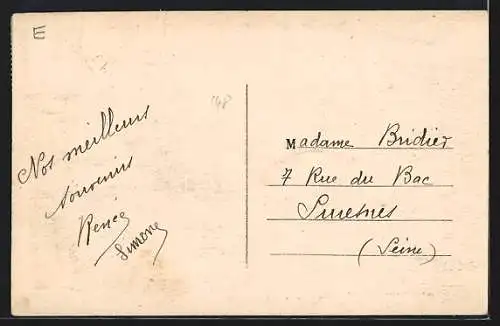 E
48
Nos meilleurs
souvenirs
Renée
Simone
Madame Bridier
7 Rue du Bac
Suresnes
(Seine)